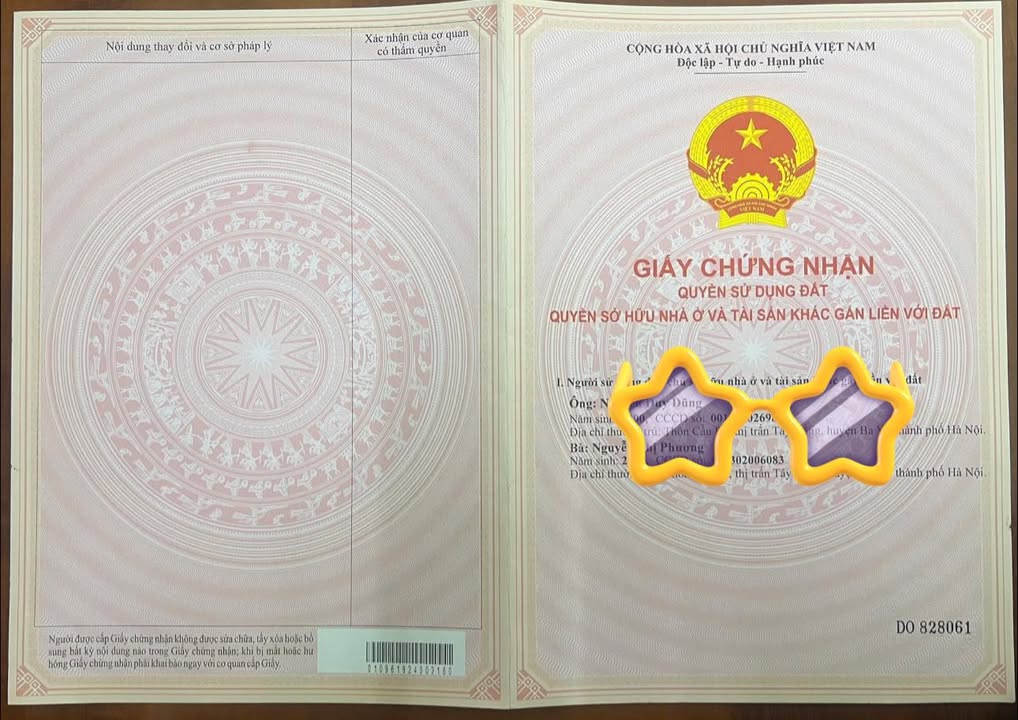 Nội dung thay đổi và cơ sở pháp lý
Xác nhận của cơ quan
có thẩm quyền
Người được cấp Giấy chứng nhận không được sửa chữa, tẩy xóa hoặc bổ
sung bất kỳ nội dung nào trong Giấy chứng nhận; khi bị mất hoặc hư
hỏng Giấy chứng nhận phải khai báo ngay với cơ quan cấp Giấy.
CỘNG HÒA XÃ HỘI CHỦ NGHĨA VIỆT NAM
Độc lập - Tự do - Hạnh phúc
VIỆT NAM
GIẤY CHỨNG NHẬN
QUYỀN SỬ DỤNG ĐẤT
QUYỀN SỞ HỮU NHÀ Ở VÀ TÀI SẢN KHÁC GẮN LIỀN VỚI ĐẤT
I. Người sử hữu nhà ở và tài sản đất
Ông: Duy Dũng
Năm sinh CCCD số:
Địa chỉ trú: Thôn Cầu thị trấn huyện Ba thành phố Hà Nội.
Bà: Phương
Năm sinh: 302006083
Địa chỉ thị trấn Tây thành phố Hà Nội.
DO 828061